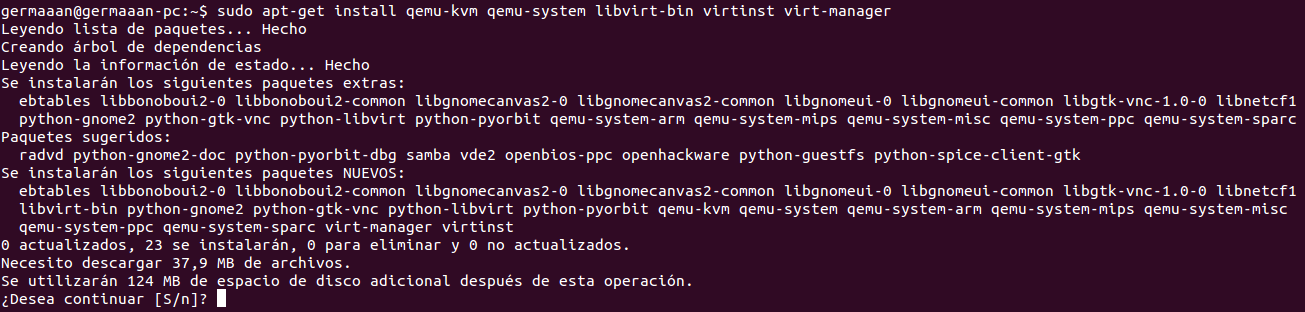 germaaan@germaaan-pc:~$ sudo apt-get install qemu-kvm qemu-system libvirt-bin virtinst virt-manager
Leyendo lista de paquetes... Hecho
Creando árbol de dependencias
Leyendo la información de estado... Hecho
Se instalarán los siguientes paquetes extras:
  ebtables libbonoboui2-0 libbonoboui2-common libgnomecanvas2-0 libgnomecanvas2-common libgnomeui-0 libgnomeui-common libgtk-vnc-1.0-0 libnetcf1
  python-gnome2 python-gtk-vnc python-libvirt python-pyorbit qemu-system-arm qemu-system-mips qemu-system-misc qemu-system-ppc qemu-system-sparc
Paquetes sugeridos:
  radvd python-gnome2-doc python-pyorbit-dbg samba vde2 openbios-ppc openhackware python-guestfs python-spice-client-gtk
Se instalarán los siguientes paquetes NUEVOS:
  ebtables libbonoboui2-0 libbonoboui2-common libgnomecanvas2-0 libgnomecanvas2-common libgnomeui-0 libgnomeui-common libgtk-vnc-1.0-0 libnetcf1
  libvirt-bin python-gnome2 python-gtk-vnc python-libvirt python-pyorbit qemu-kvm qemu-system qemu-system-arm qemu-system-mips qemu-system-misc
  qemu-system-ppc qemu-system-sparc virt-manager virtinst
0 actualizados, 23 se instalarán, 0 para eliminar y 0 no actualizados.
Necesito descargar 37,9 MB de archivos.
Se utilizarán 124 MB de espacio de disco adicional después de esta operación.
¿Desea continuar [S/n]?